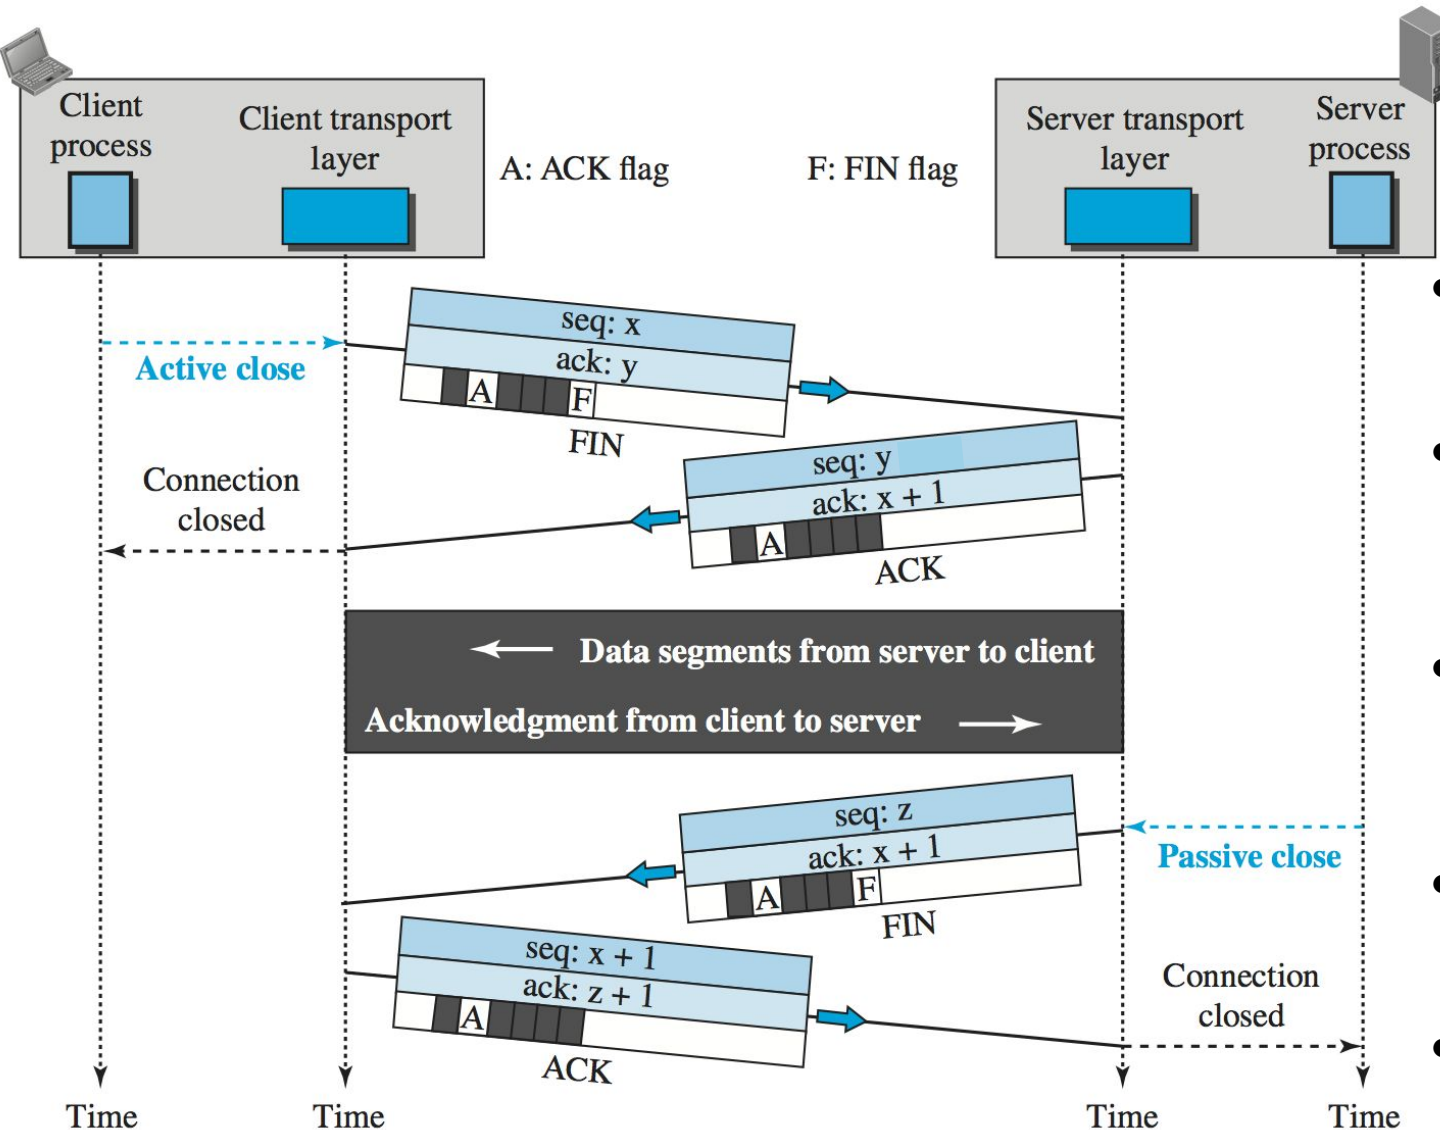 Client
process
Client transport
layer
A: ACK flag
F: FIN flag
Server transport
layer
Server
process
seq: x
ack: y
A
F
FIN
Active close
seq: y
ack: x + 1
A
ACK
Connection
closed
Data segments from server to client
Acknowledgment from client to server
seq: z
ack: x + 1
A
F
FIN
Passive close
seq: x + 1
ack: z + 1
A
ACK
Connection
closed
Time
Time
Time
Time